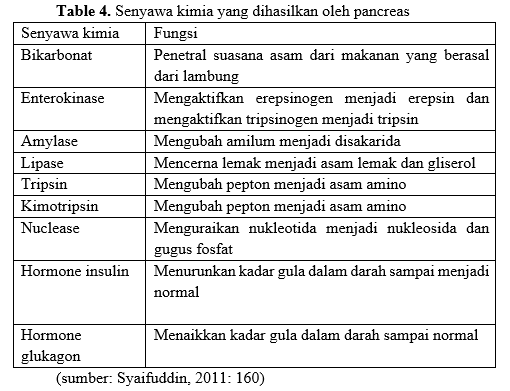 Table 4. Senyawa kimia yang dihasilkan oleh pancreas
Senyawa kimia Fungsi
Bikarbonat Penetral suasana asam dari makanan yang berasal
dari lambung
Enterokinase Mengaktifkan erepsinogen menjadi erepsin dan
mengaktifkan tripsinogen menjadi tripsin
Amylase Mengubah amilum menjadi disakarida
Lipase Mencerna lemak menjadi asam lemak dan gliserol
Tripsin Mengubah pepton menjadi asam amino
Kimotripsin Mengubah pepton menjadi asam amino
Nuclease Menguraikan nukleotida menjadi nukleosida dan
gugus fosfat
Hormone insulin Menurunkan kadar gula dalam darah sampai menjadi
normal
Hormone Menaikkan kadar gula dalam darah sampai normal
glukagon
(sumber: Syaifuddin, 2011: 160)